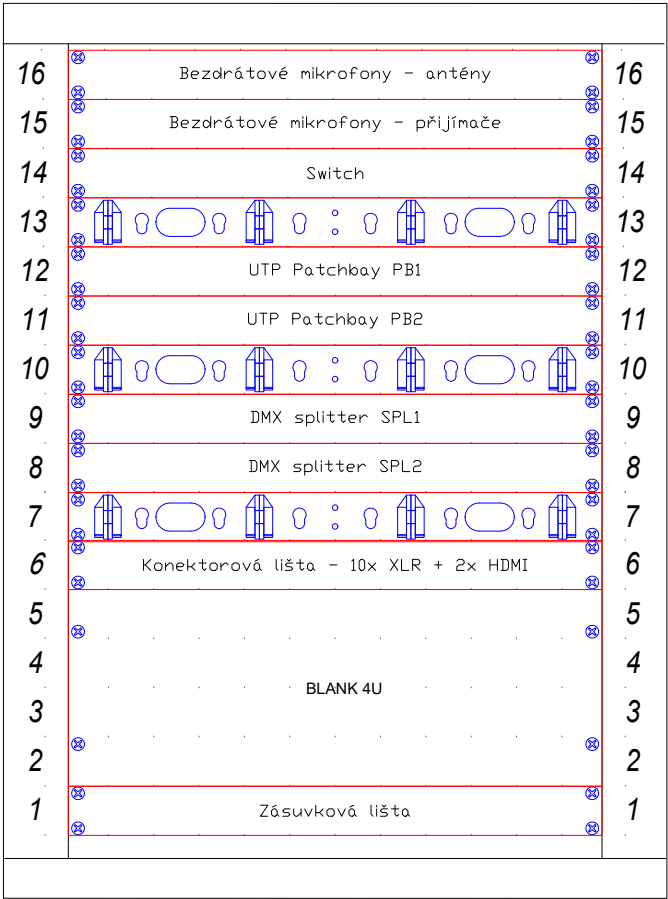 16 Bezdrátové mikrofony - antény 16
15 Bezdrátové mikrofony - přijímače 15
14 Switch 14
13 13
12 UTP Patchbay PB1 12
11 UTP Patchbay PB2 11
10 10
9 DMX splitter SPL1 9
8 DMX splitter SPL2 8
7 7
6 Konektorová lišta - 10x XLR + 2x HDMI 6
5 5
4 4
BLANK 4U
3 3
2 2
1 Zásuvková lišta 1